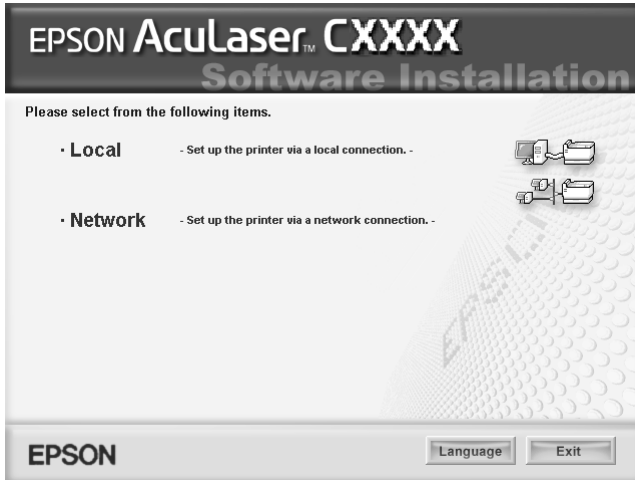 EPSON AcuLaser™ CXXXX
Software Installation
Please select from the following items.
· Local - Set up the printer via a local connection. -
· Network - Set up the printer via a network connection. -
EPSON
EPSON
Language Exit